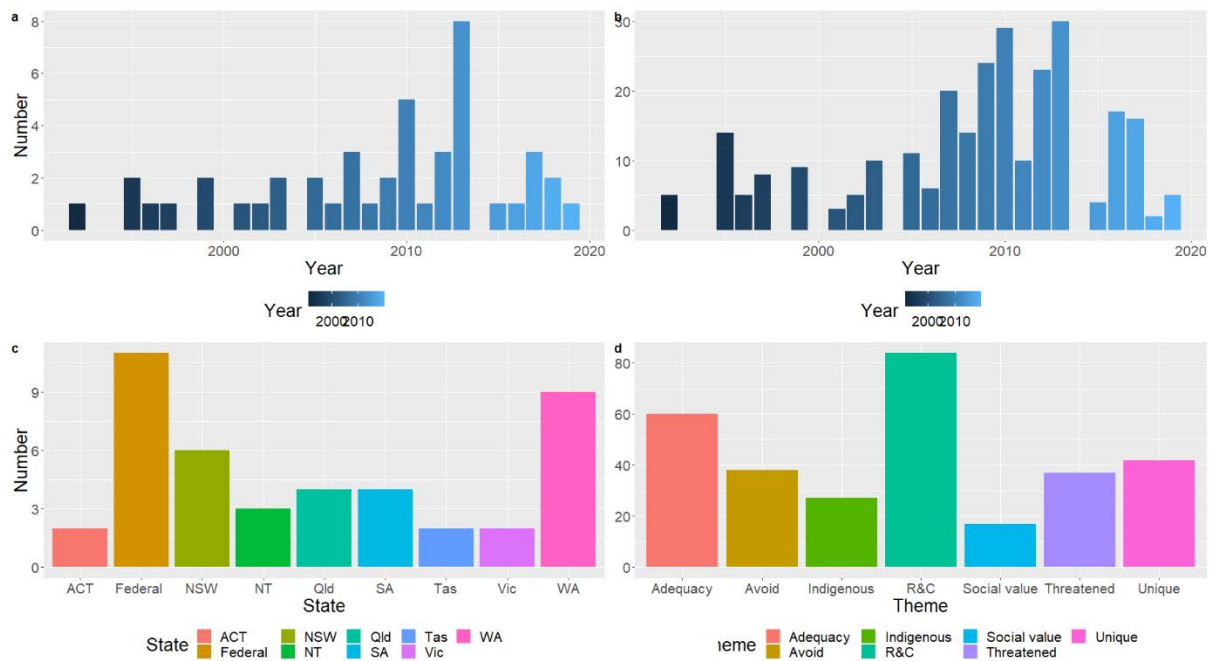 a
8
6
4
2
0
Number
2000 2010 2020
Year
Year
2000 2010
b
30
20
10
0
2000 2010 2020
Year
Year
2000 2010
c
9
6
3
0
Number
ACT Federal NSW NT Qld SA Tas Vic WA
State
State ACT NSW Qld Tas WA
Federal NT SA Vic
d
80
60
40
20
0
Adequacy Avoid Indigenous R&C Social value Threatened Unique
Theme
heme Adequacy Indigenous Social value Unique
Avoid R&C Threatened